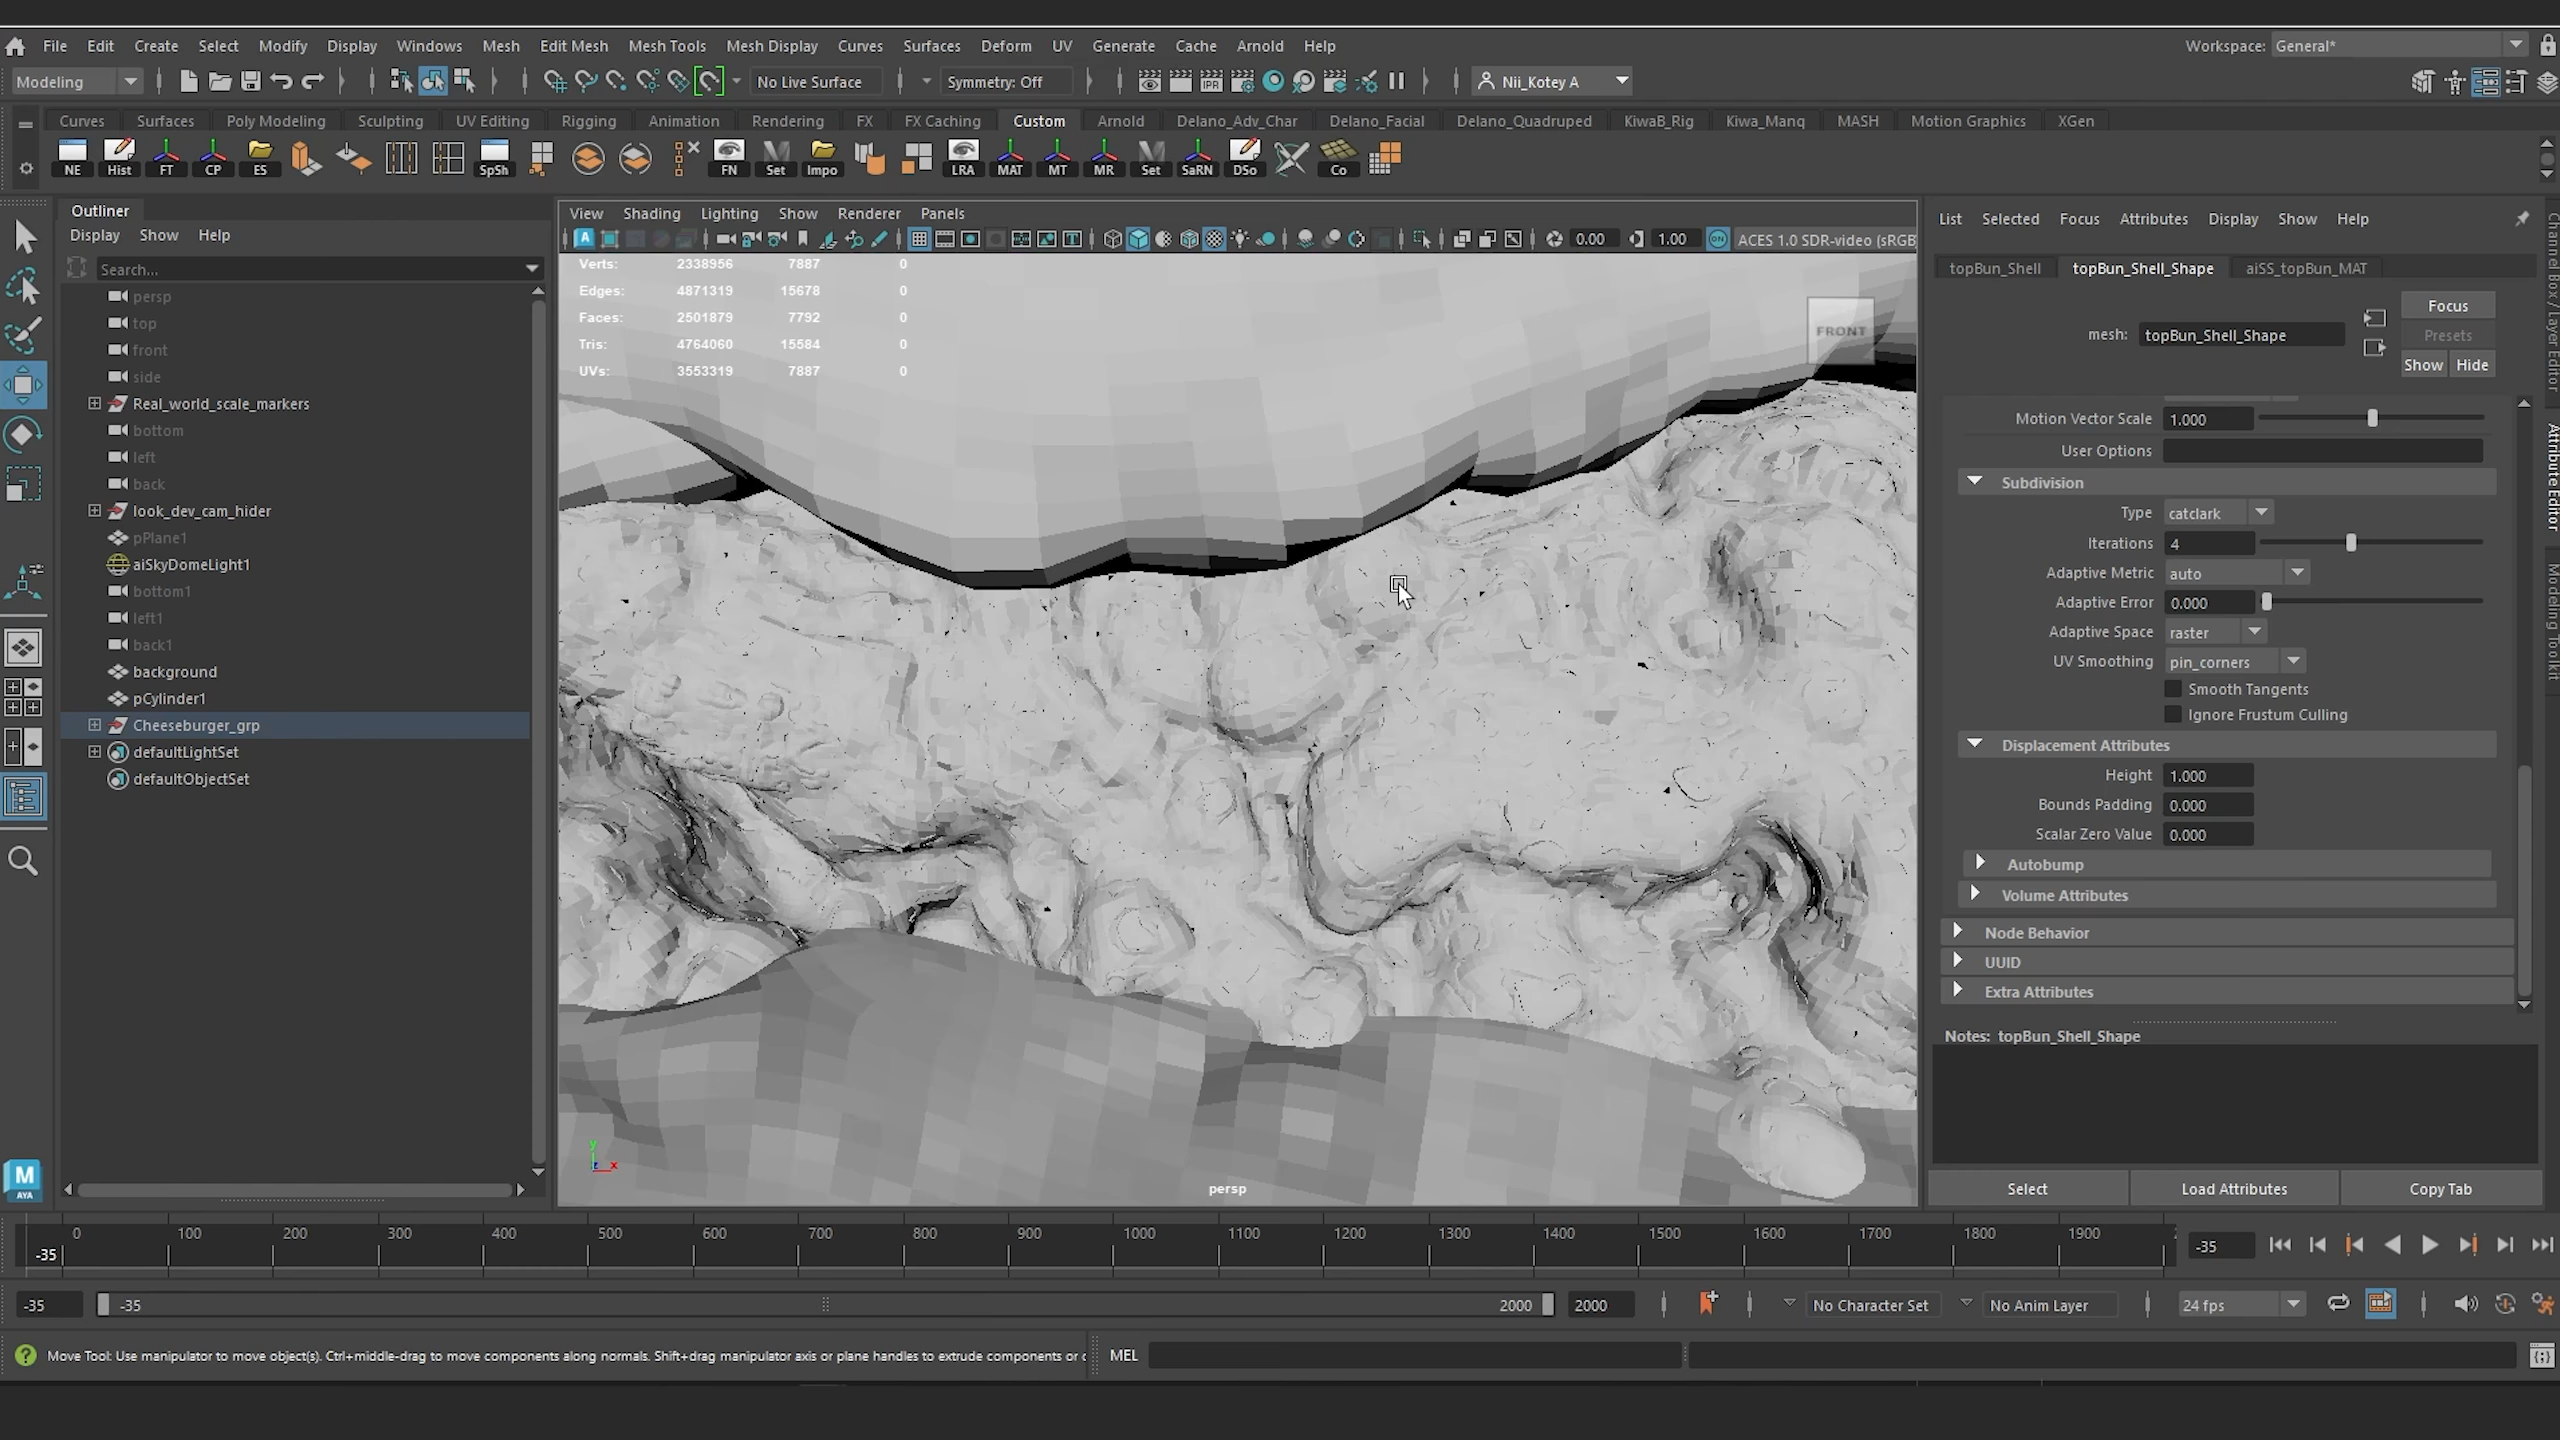 File Edit Create Select Modify Display Windows Mesh Edit Mesh Mesh Tools Mesh Display Curves Surfaces Deform UV Generate Cache Arnold Help
Workspace: General*
Modeling No Live Surface Symmetry: Off IPR Nii_Kotey A
Curves Surfaces Poly Modeling Sculpting UV Editing Rigging Animation Rendering FX FX Caching Custom Arnold Delano_Adv_Char Delano_Facial Delano_Quadruped KiwaB_Rig Kiwa_Manq MASH Motion Graphics XGen
NE Hist FT CP ES SpSh FN Set Impo LRA MAT MT MR Set SaRN DSo Co
Outliner
Display Show Help
Search...
persp
top
front
side
Real_world_scale_markers
bottom
left
back
look_dev_cam_hider
pPlane1
aiSkyDomeLight1
bottom1
left1
back1
background
pCylinder1
Cheeseburger_grp
defaultLightSet
defaultObjectSet
M
AYA
View Shading Lighting Show Renderer Panels
0.00 1.00 ON ACES 1.0 SDR-video (sRGB
Verts: 2338956 7887 0
Edges: 4871319 15678 0
Faces: 2501879 7792 0
Tris: 4764060 15584 0
UVs: 3553319 7887 0
FRONT
y
x
persp
List Selected Focus Attributes Display Show Help
topBun_Shell topBun_Shell_Shape aiSS_topBun_MAT
mesh: topBun_Shell_Shape
Focus
Presets
Show Hide
Motion Vector Scale 1.000
User Options
Subdivision
Type catclark
Iterations 4
Adaptive Metric auto
Adaptive Error 0.000
Adaptive Space raster
UV Smoothing pin_corners
Smooth Tangents
Ignore Frustum Culling
Displacement Attributes
Height 1.000
Bounds Padding 0.000
Scalar Zero Value 0.000
Autobump
Volume Attributes
Node Behavior
UUID
Extra Attributes
Notes: topBun_Shell_Shape
Select Load Attributes Copy Tab
Channel Box / Layer Editor
Attribute Editor
Modeling Toolkit
0 100 200 300 400 500 600 700 800 900 1000 1100 1200 1300 1400 1500 1600 1700 1800 1900
-35
-35
-35 -35 2000 2000 No Character Set No Anim Layer 24 fps
Move Tool: Use manipulator to move object(s). Ctrl+middle-drag to move components along normals. Shift+drag manipulator axis or plane handles to extrude components or c
MEL